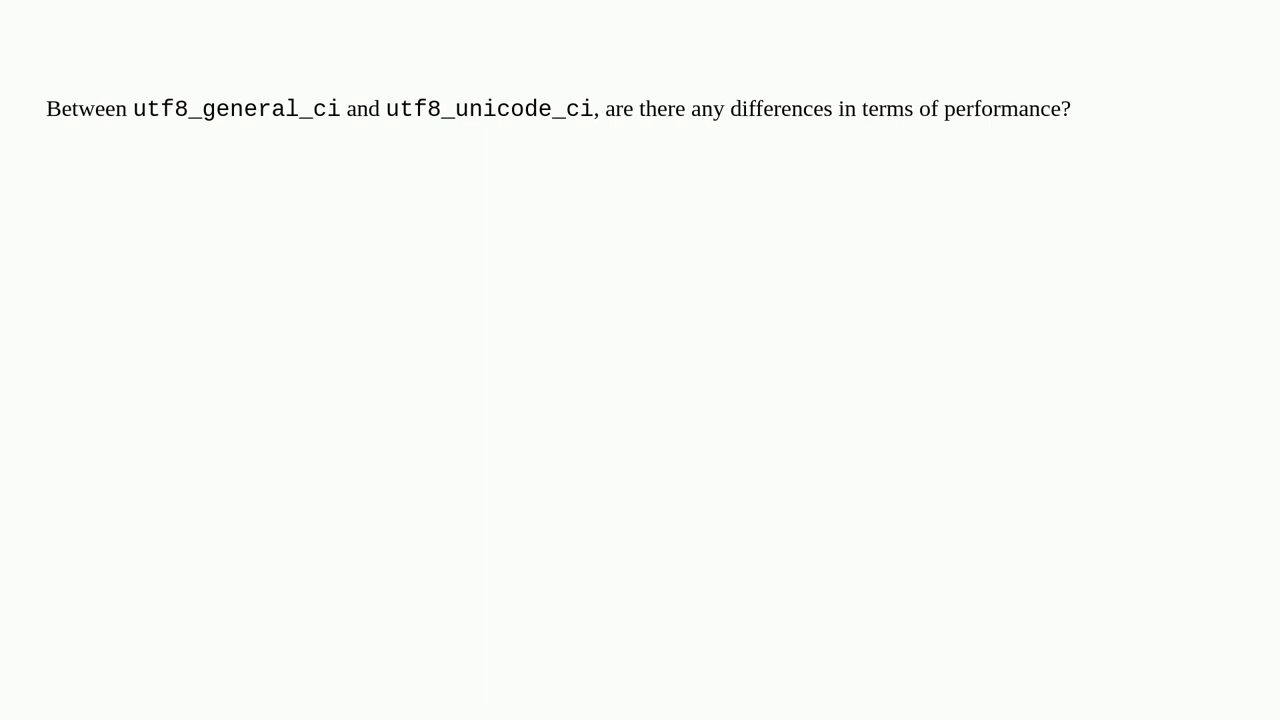 Between utf8_general_ci and utf8_unicode_ci, are there any differences in terms of performance?